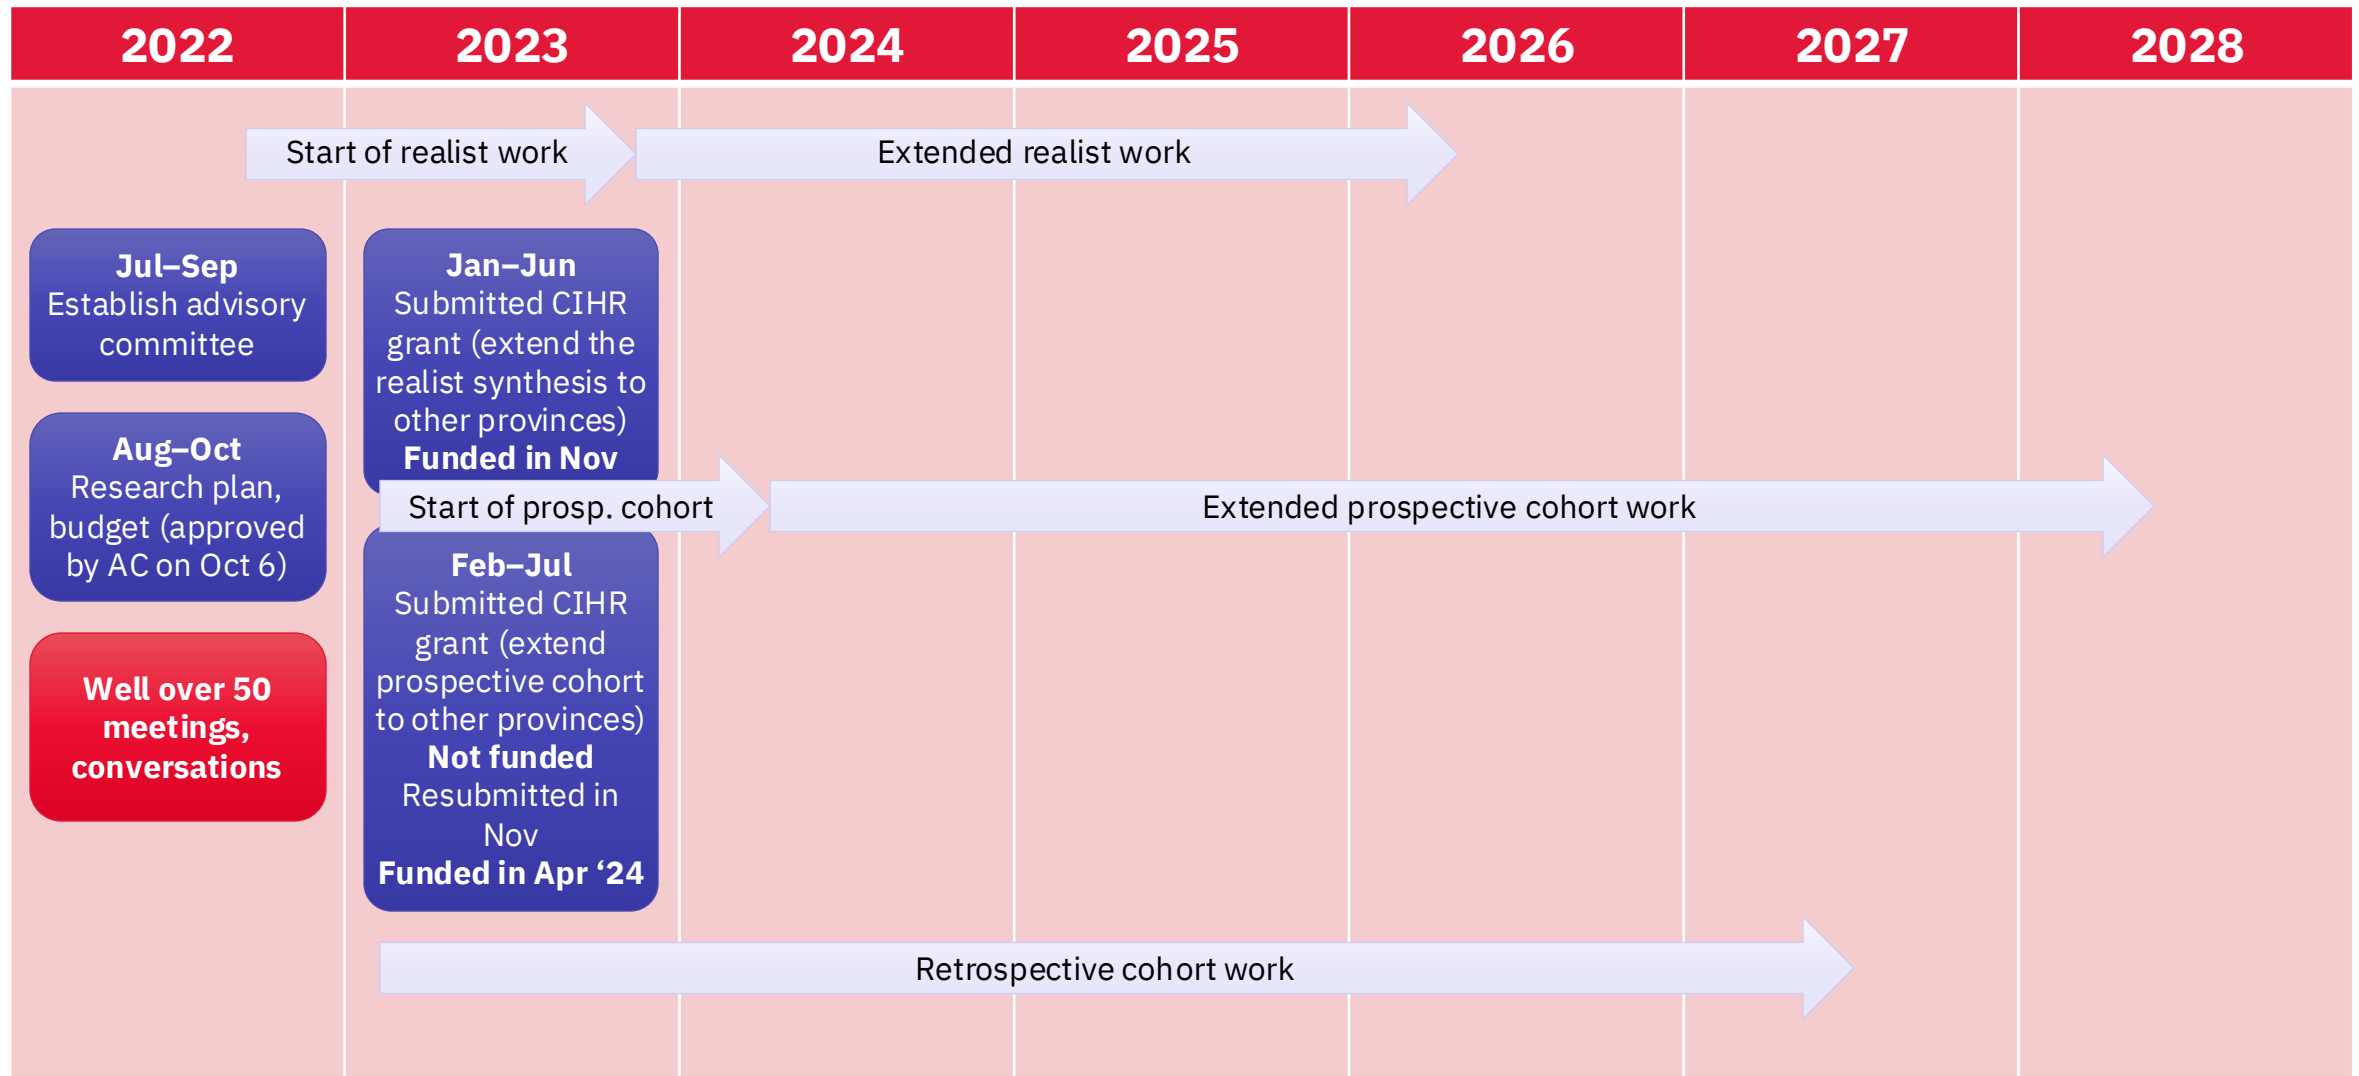 2022 2023 2024 2025 2026 2027 2028
Start of realist work
Extended realist work
Jul–Sep
Establish advisory
committee
Aug–Oct
Research plan,
budget (approved
by AC on Oct 6)
Well over 50
meetings,
conversations
Jan–Jun
Submitted CIHR
grant (extend the
realist synthesis to
other provinces)
Funded in Nov
Start of prosp. cohort
Extended prospective cohort work
Feb–Jul
Submitted CIHR
grant (extend
prospective cohort
to other provinces)
Not funded
Resubmitted in
Nov
Funded in Apr ‘24
Retrospective cohort work